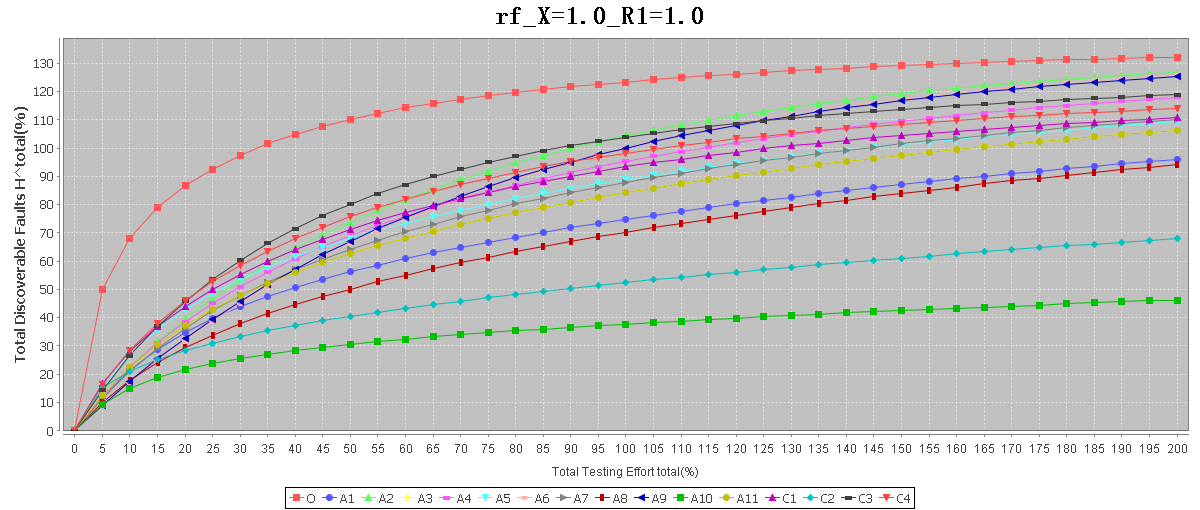 rf_X=1.0_R1=1.0
Total Discoverable Faults H^total(%)
130
120
110
100
90
80
70
60
50
40
30
20
10
0
0 5 10 15 20 25 30 35 40 45 50 55 60 65 70 75 80 85 90 95 100 105 110 115 120 125 130 135 140 145 150 155 160 165 170 175 180 185 190 195 200
Total Testing Effort total(%)
O A1 A2 A3 A4 A5 A6 A7 A8 A9 A10 A11 C1 C2 C3 C4